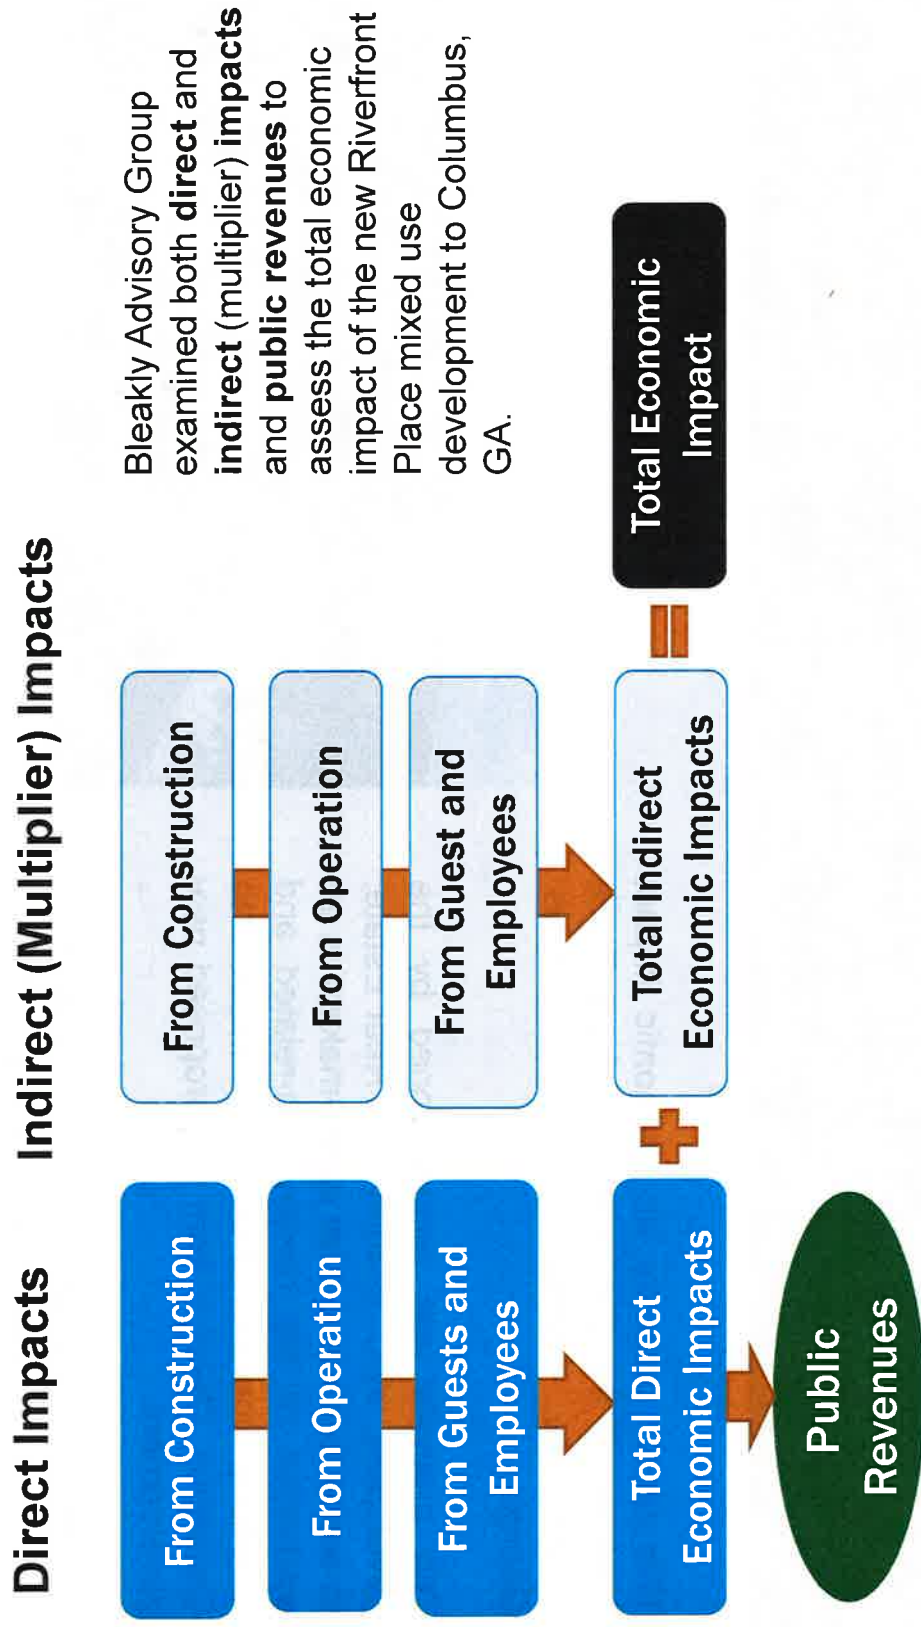 Direct Impacts
Indirect (Multiplier) Impacts
From Construction
From Operation
From Guests and
Employees
Total Direct
Economic Impacts
Public
Revenues
From Construction
From Operation
From Guest and
Employees
Total Indirect
Economic Impacts
Total Economic
Impact
Bleakly Advisory Group
examined both direct and
indirect (multiplier) impacts
and public revenues to
assess the total economic
impact of the new Riverfront
Place mixed use
development to Columbus,
GA.